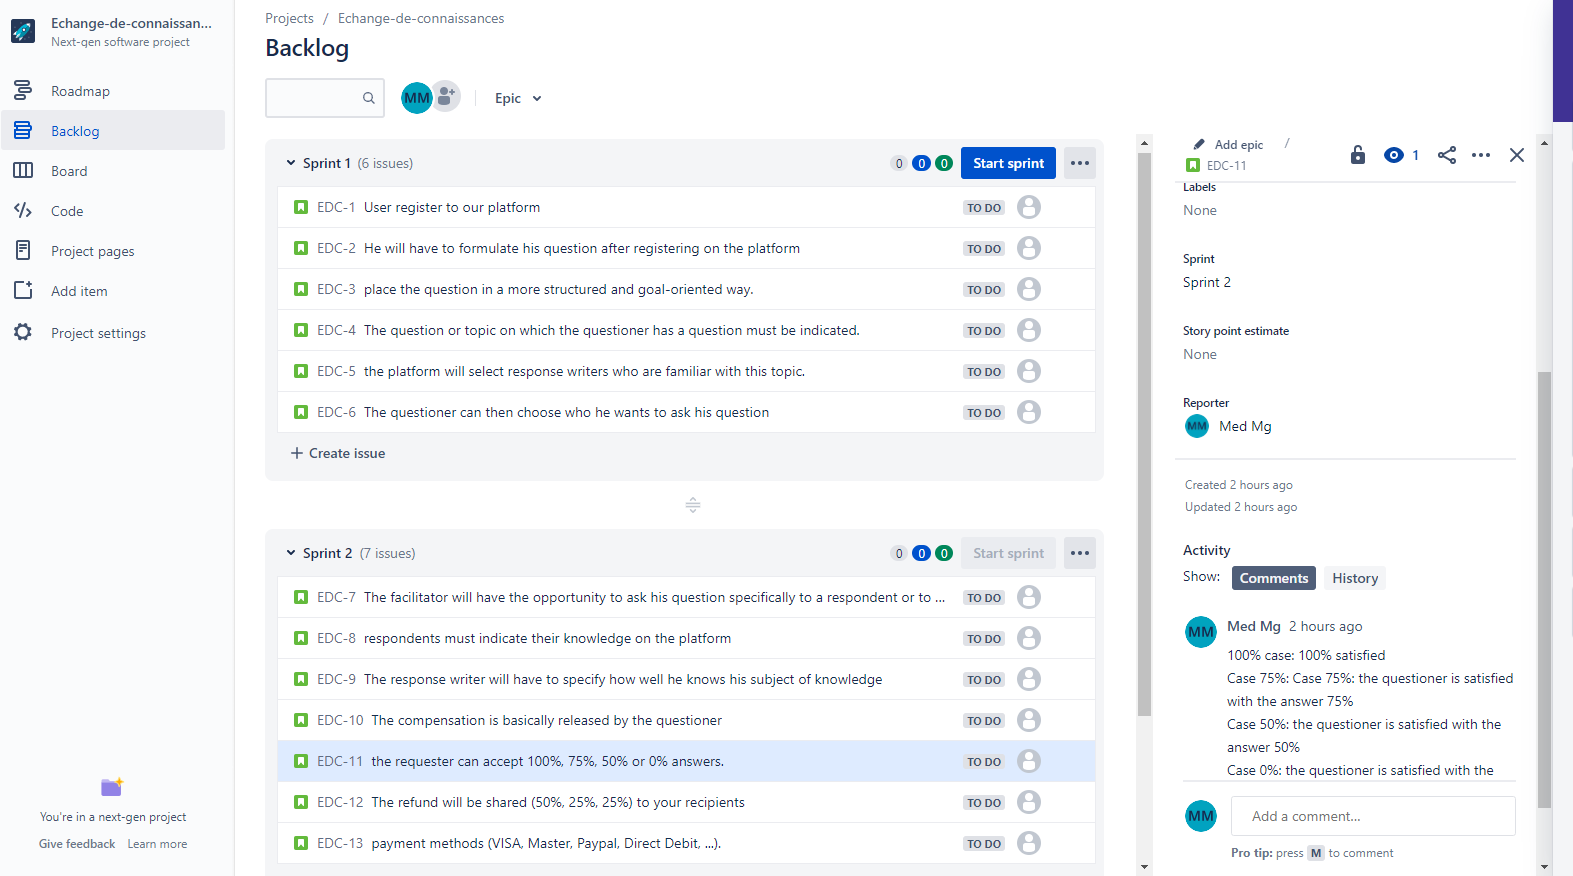 Echange-de-connaissan...
Next-gen software project
Roadmap
Backlog
Board
Code
Project pages
Add item
Project settings
You're in a next-gen project
Give feedback Learn more
Projects / Echange-de-connaissances
Backlog
MM
Epic
Sprint 1 (6 issues) 0 0 0 Start sprint
EDC-1 User register to our platform TO DO
EDC-2 He will have to formulate his question after registering on the platform TO DO
EDC-3 place the question in a more structured and goal-oriented way. TO DO
EDC-4 The question or topic on which the questioner has a question must be indicated. TO DO
EDC-5 the platform will select response writers who are familiar with this topic. TO DO
EDC-6 The questioner can then choose who he wants to ask his question TO DO
Create issue
Sprint 2 (7 issues) 0 0 0 Start sprint
EDC-7 The facilitator will have the opportunity to ask his question specifically to a respondent or to ... TO DO
EDC-8 respondents must indicate their knowledge on the platform TO DO
EDC-9 The response writer will have to specify how well he knows his subject of knowledge TO DO
EDC-10 The compensation is basically released by the questioner TO DO
EDC-11 the requester can accept 100%, 75%, 50% or 0% answers. TO DO
EDC-12 The refund will be shared (50%, 25%, 25%) to your recipients TO DO
EDC-13 payment methods (VISA, Master, Paypal, Direct Debit, ...). TO DO
Add epic /
EDC-11
1
Labels
None
Sprint
Sprint 2
Story point estimate
None
Reporter
MM Med Mg
Created 2 hours ago
Updated 2 hours ago
Activity
Show: Comments History
MM Med Mg 2 hours ago
100% case: 100% satisfied
Case 75%: Case 75%: the questioner is satisfied
with the answer 75%
Case 50%: the questioner is satisfied with the
answer 50%
Case 0%: the questioner is satisfied with the
MM Add a comment...
Pro tip: press M to comment